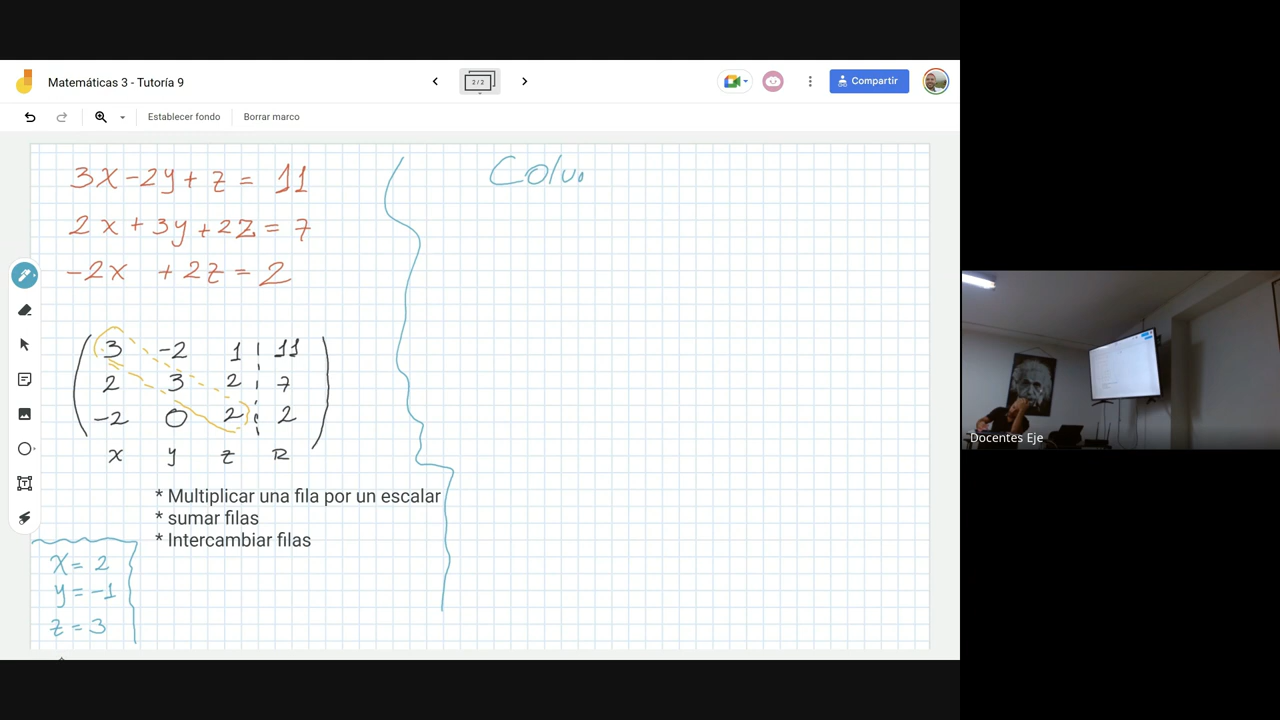 Matemáticas 3 - Tutoría 9
2/2
Compartir
Establecer fondo
Borrar marco
3x-2y+z= 11
2x+3y+2z=7
-2x +2z=2
3 -2 1 11
2 3 2 7
-2 0 2 2
x y z R
* Multiplicar una fila por un escalar
* sumar filas
* Intercambiar filas
x= 2
y=-1
z=3
Colu
Docentes Eje